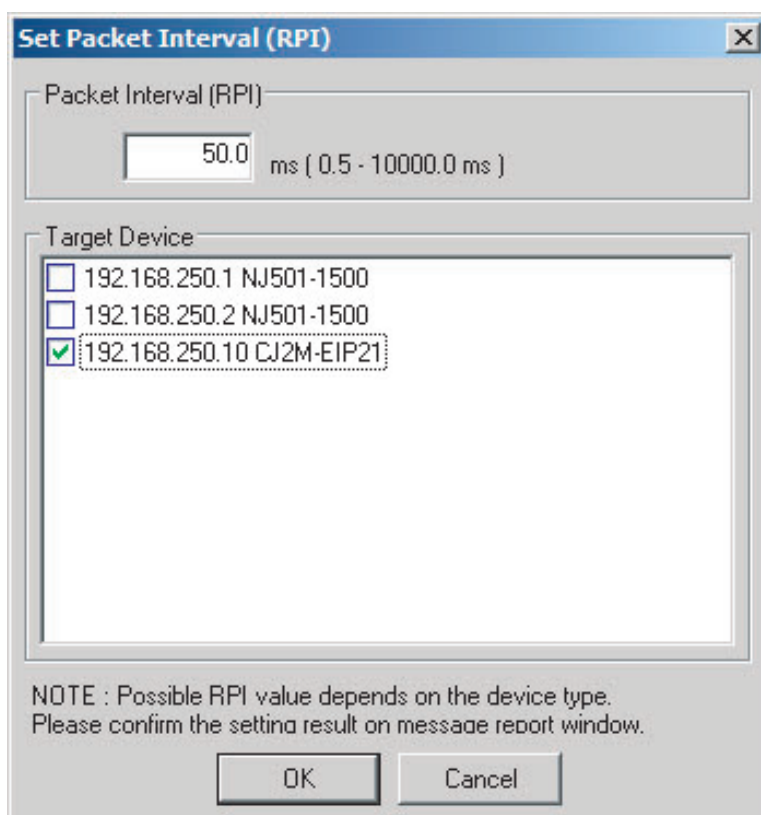 Set Packet Interval (RPI)
Packet Interval (RPI)
50.0 ms ( 0.5 - 10000.0 ms )
Target Device
192.168.250.1 NJ501-1500
192.168.250.2 NJ501-1500
192.168.250.10 CJ2M-EIP21
NOTE : Possible RPI value depends on the device type.
Please confirm the setting result on message report window.
OK Cancel